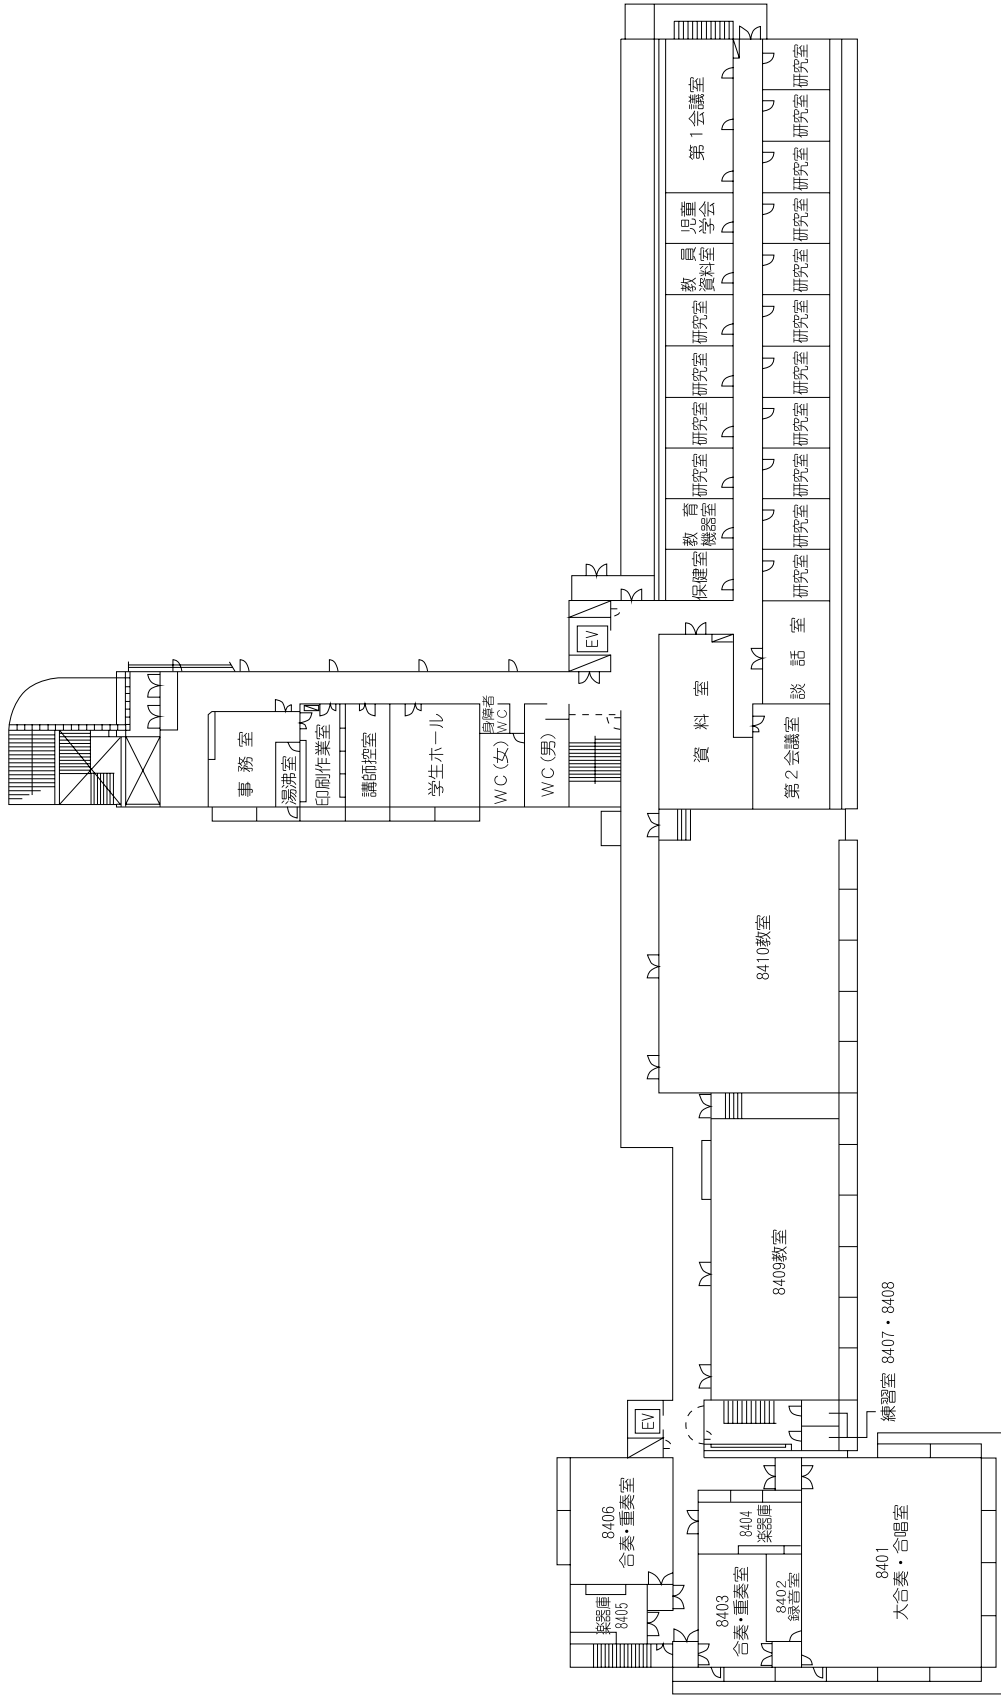 事務室
湯沸室
印刷作業室
講師控室
学生ホール
身障者
WC
WC(女)
WC(男)
EV
第1会議室
児童
学会
教員
資料室
研究室
研究室
研究室
研究室
教育
機器室
保健室
研究室
研究室
研究室
研究室
研究室
研究室
研究室
研究室
研究室
研究室
研究室
談話室
資料室
第2会議室
8410教室
8409教室
練習室 8407・8408
EV
8406
合奏・重奏室
楽器庫
8405
8404
楽器庫
8403
合奏・重奏室
8402
録音室
8401
大合奏・合唱室